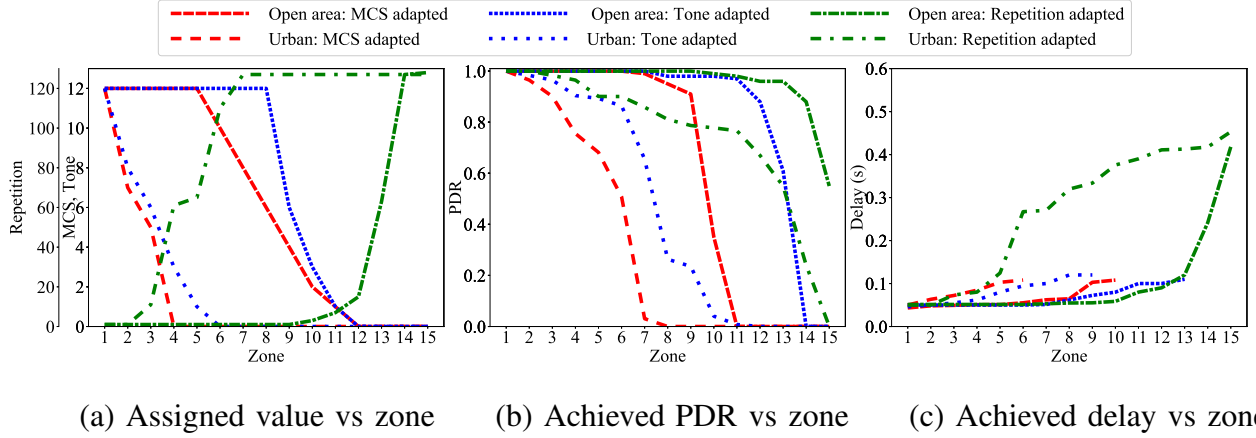 Open area: MCS adapted Open area: Tone adapted Open area: Repetition adapted
Urban: MCS adapted Urban: Tone adapted Urban: Repetition adapted
Repetition
120
100
80
60
40
20
0
MCS, Tone
12
10
8
6
4
2
0
1 2 3 4 5 6 7 8 9 10 11 12 13 14 15
Zone
PDR
1.0
0.8
0.6
0.4
0.2
0.0
1 2 3 4 5 6 7 8 9 10 11 12 13 14 15
Zone
Delay (s)
0.6
0.5
0.4
0.3
0.2
0.1
0.0
1 2 3 4 5 6 7 8 9 10 11 12 13 14 15
Zone
(a) Assigned value vs zone (b) Achieved PDR vs zone (c) Achieved delay vs zon